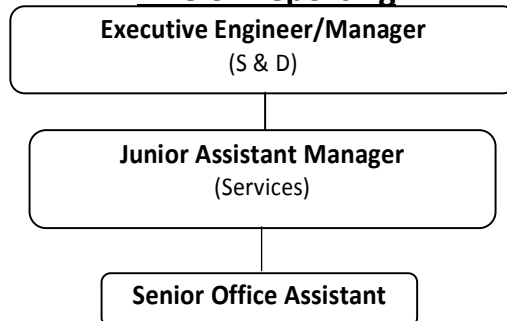 Executive Engineer/Manager
(S & D)
Junior Assistant Manager
(Services)
Senior Office Assistant